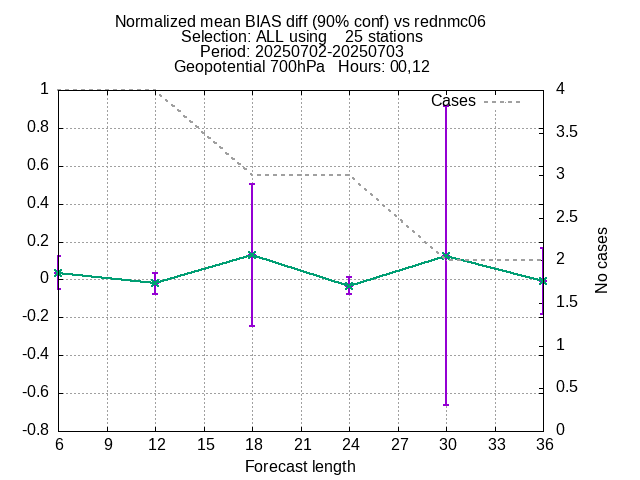 Normalized mean BIAS diff (90% conf) vs rednmc06
Selection: ALL using    25 stations
Period: 20250702-20250703
Geopotential 700hPa   Hours: 00,12
Cases
1
0.8
0.6
0.4
0.2
0
-0.2
-0.4
-0.6
-0.8
4
3.5
3
2.5
2
1.5
1
0.5
0
No cases
6 9 12 15 18 21 24 27 30 33 36
Forecast length